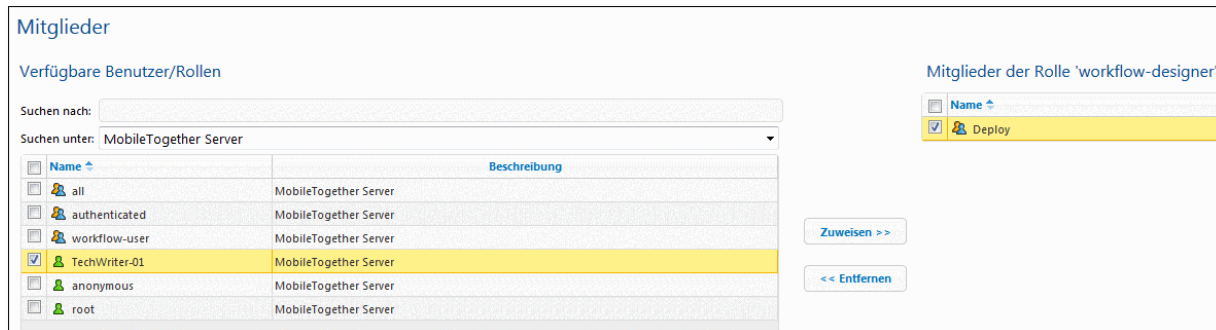 Mitglieder
Verfügbare Benutzer/Rollen
Mitglieder der Rolle 'workflow-designer'
Suchen nach:
Suchen unter: MobileTogether Server
Name Beschreibung
all MobileTogether Server
authenticated MobileTogether Server
workflow-user MobileTogether Server
TechWriter-01 MobileTogether Server
anonymous MobileTogether Server
root MobileTogether Server
Zuweisen >>
<< Entfernen
Name
Deploy